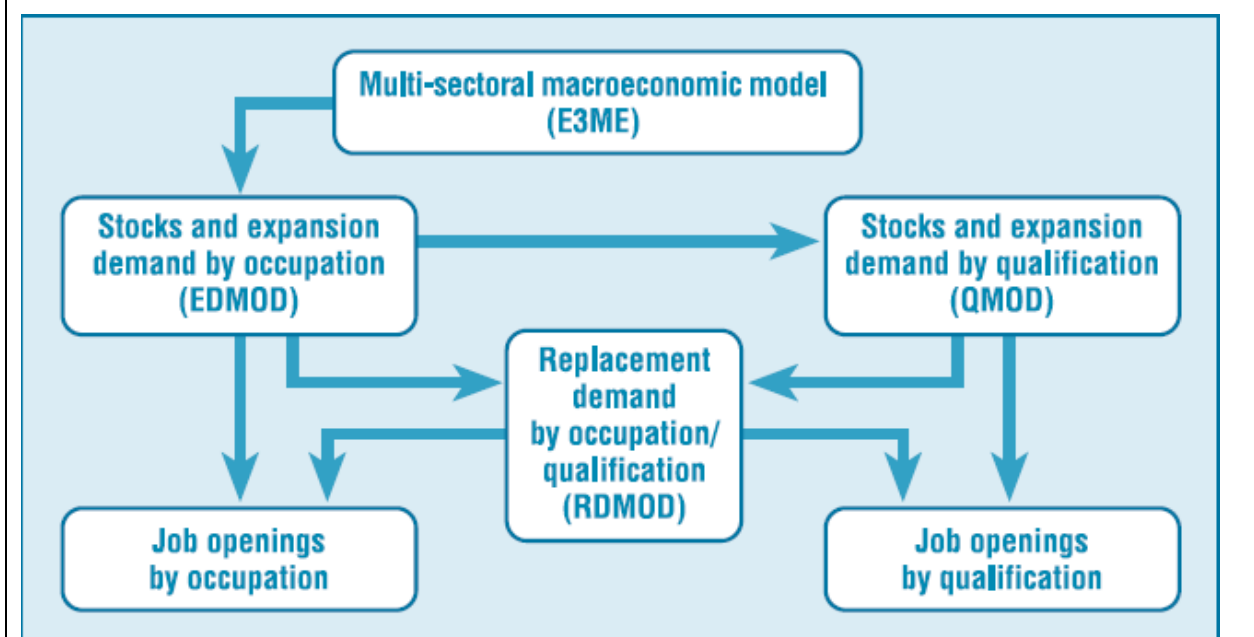 Multi-sectoral macroeconomic model
(E3ME)
Stocks and expansion
demand by occupation
(EDMOD)
Stocks and expansion
demand by qualification
(QMOD)
Replacement
demand
by occupation/
qualification
(RDMOD)
Job openings
by occupation
Job openings
by qualification